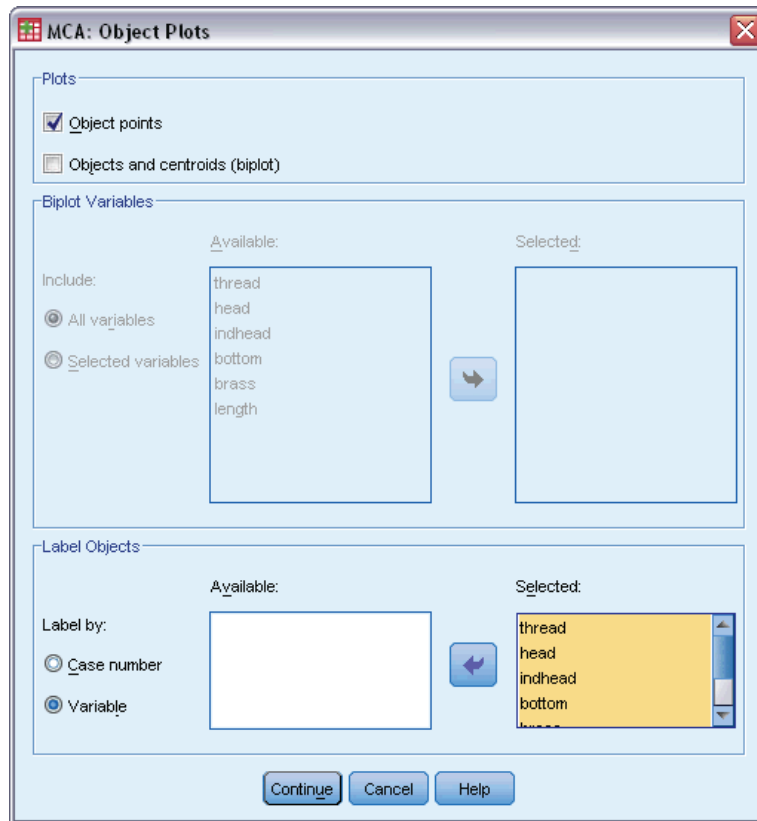 MCA: Object Plots
Plots
Object points
Objects and centroids (biplot)
Biplot Variables
Available:
Selected:
Include:
All variables
Selected variables
thread
head
indhead
bottom
brass
length
Label Objects
Available:
Selected:
Label by:
Case number
Variable
thread
head
indhead
bottom
Continue
Cancel
Help